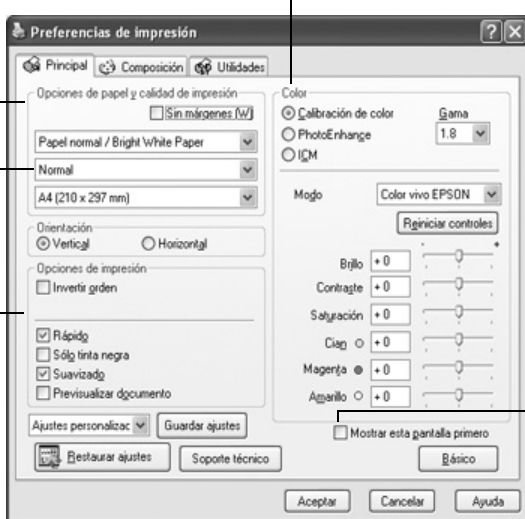 Preferencias de impresión
Principal Composición Utilidades
Opciones de papel y calidad de impresión
Sin márgenes (W)
Papel normal / Bright White Paper
Normal
A4 (210 x 297 mm)
Orientación
Vertical Horizontal
Opciones de impresión
Invertir orden
Rápido
Sólo tinta negra
Suavizado
Previsualizar documento
Ajustes personalizac Guardar ajustes
Restaurar ajustes Soporte técnico
Color
Calibración de color Gama
PhotoEnhance 1.8
ICM
Modo Color vivo EPSON
Reiniciar controles
- +
Brillo + 0
Contraste + 0
Saturación + 0
Cian + 0
Magenta + 0
Amarillo + 0
Mostrar esta pantalla primero
Básico
Aceptar Cancelar Ayuda